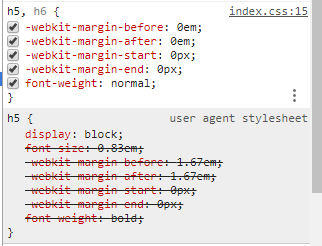 h5, h6 { index.css:15
-webkit-margin-before: 0em;
-webkit-margin-after: 0em;
-webkit-margin-start: 0px;
-webkit-margin-end: 0px;
font-weight: normal;
}
h5 { user agent stylesheet
display: block;
font-size: 0.83em;
-webkit-margin-before: 1.67em;
-webkit-margin-after: 1.67em;
-webkit-margin-start: 0px;
-webkit-margin-end: 0px;
font-weight: bold;
}